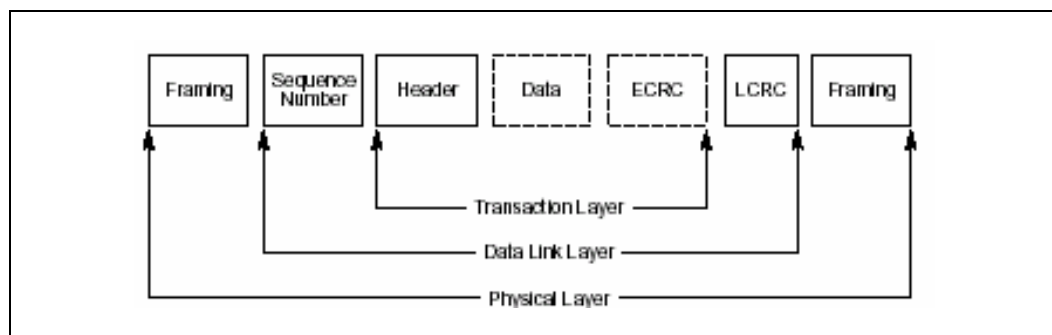 Framing
Sequence
Number
Header
Data
ECRC
LCRC
Framing
Transaction Layer
Data Link Layer
Physical Layer